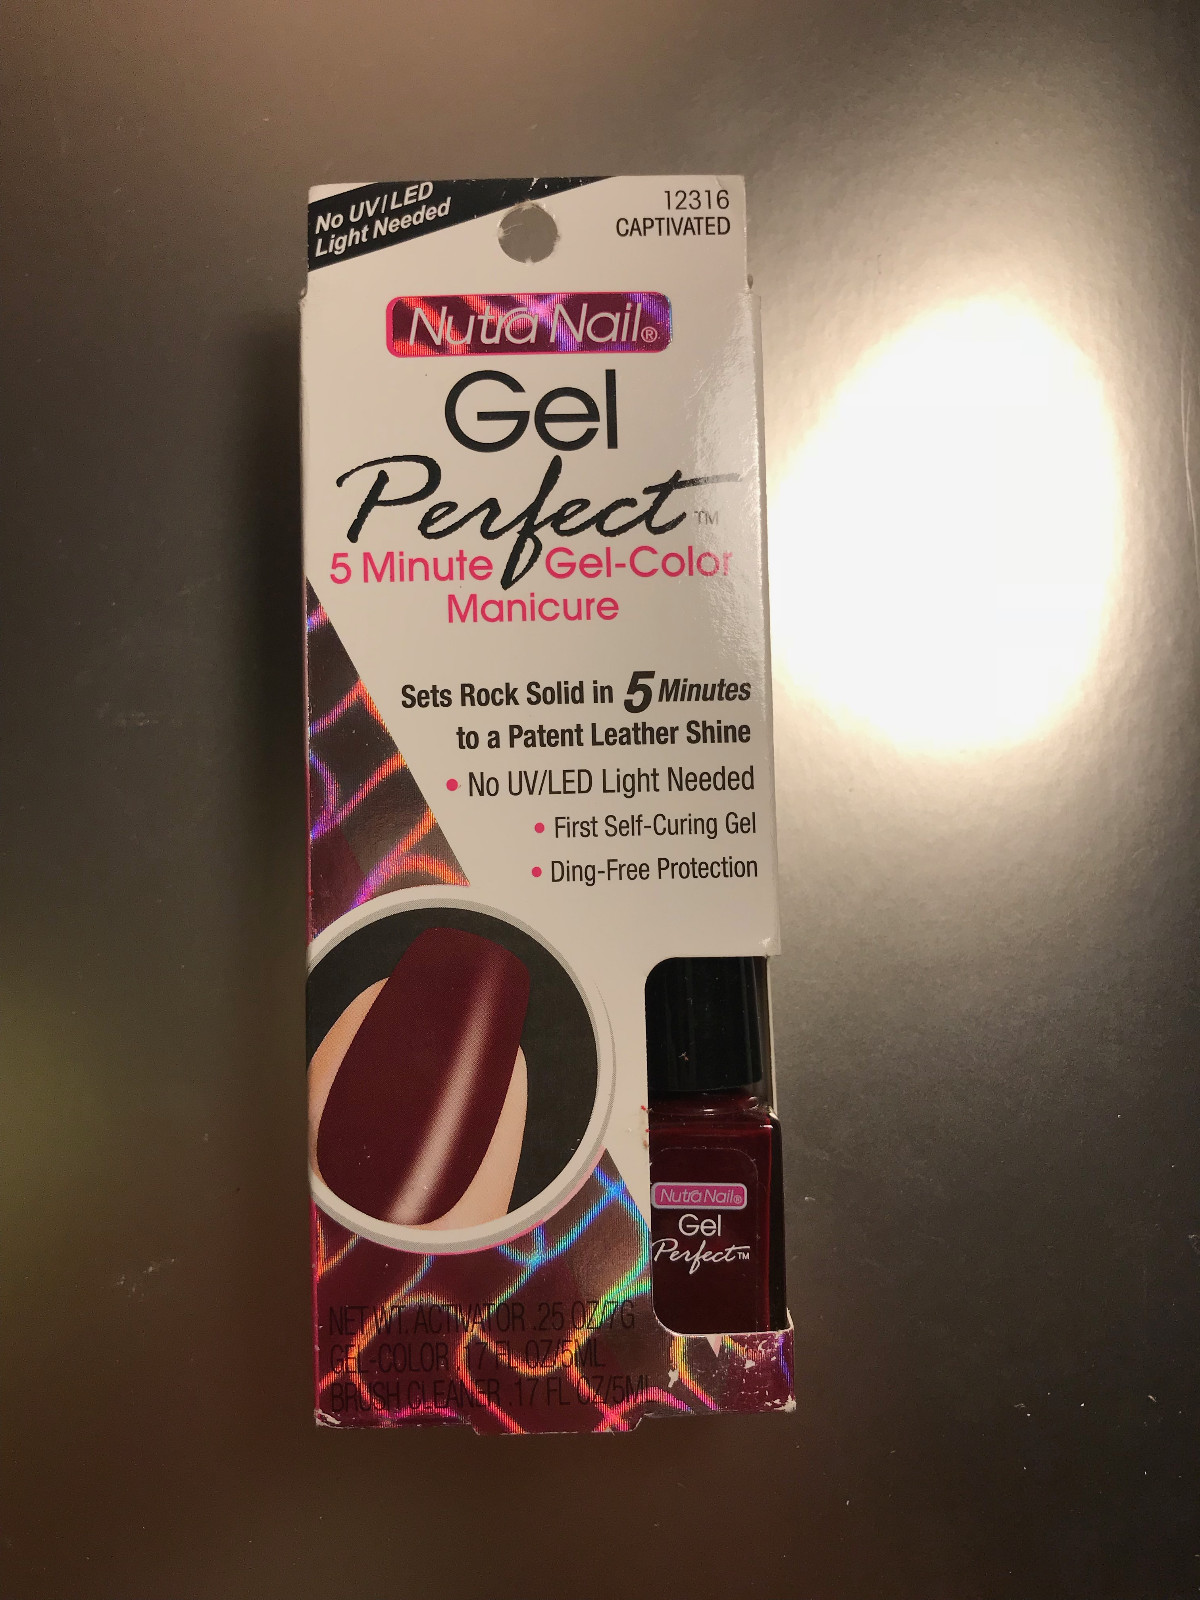 No UV/LED
Light Needed
12316
CAPTIVATED
Nutra Nail®
Gel
Perfect™
5 Minute Gel-Color
Manicure
Sets Rock Solid in 5 Minutes
to a Patent Leather Shine
• No UV/LED Light Needed
• First Self-Curing Gel
• Ding-Free Protection
Nutra Nail®
Gel
Perfect™
NET WT. ACTIVATOR .25 OZ/7G
GEL-COLOR .17 FL OZ/5ML
BRUSH CLEANER .17 FL OZ/5ML